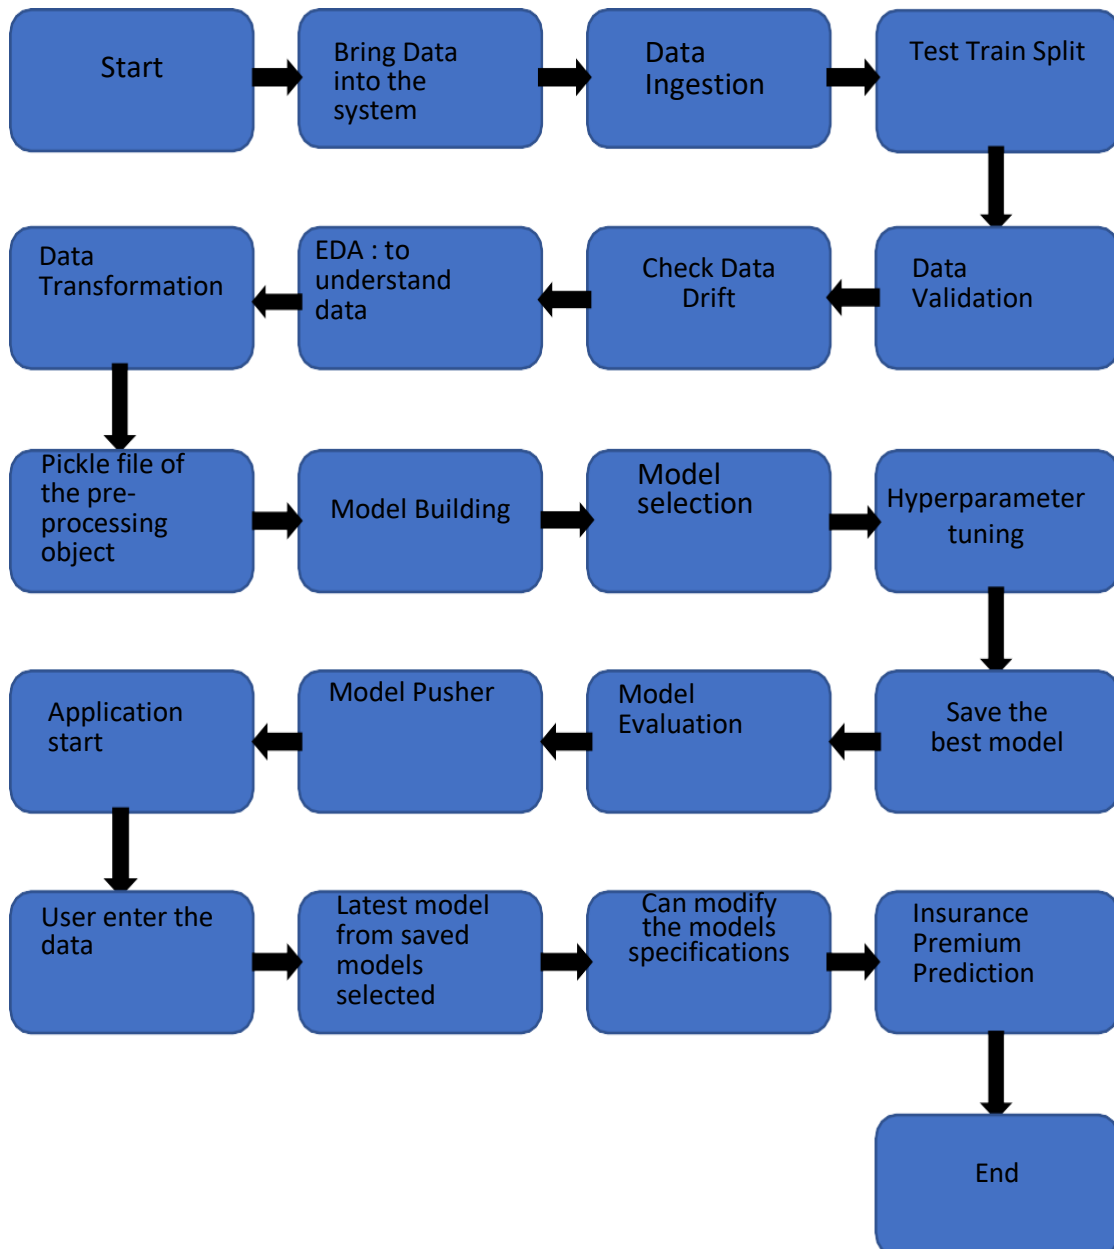 Start
Bring Data
into the
system
Data
Ingestion
Test Train Split
Data
Validation
Check Data
Drift
EDA : to
understand
data
Data
Transformation
Pickle file of
the pre-
processing
object
Model Building
Model
selection
Hyperparameter
tuning
Save the
best model
Model
Evaluation
Model Pusher
Application
start
User enter the
data
Latest model
from saved
models
selected
Can modify
the models
specifications
Insurance
Premium
Prediction
End